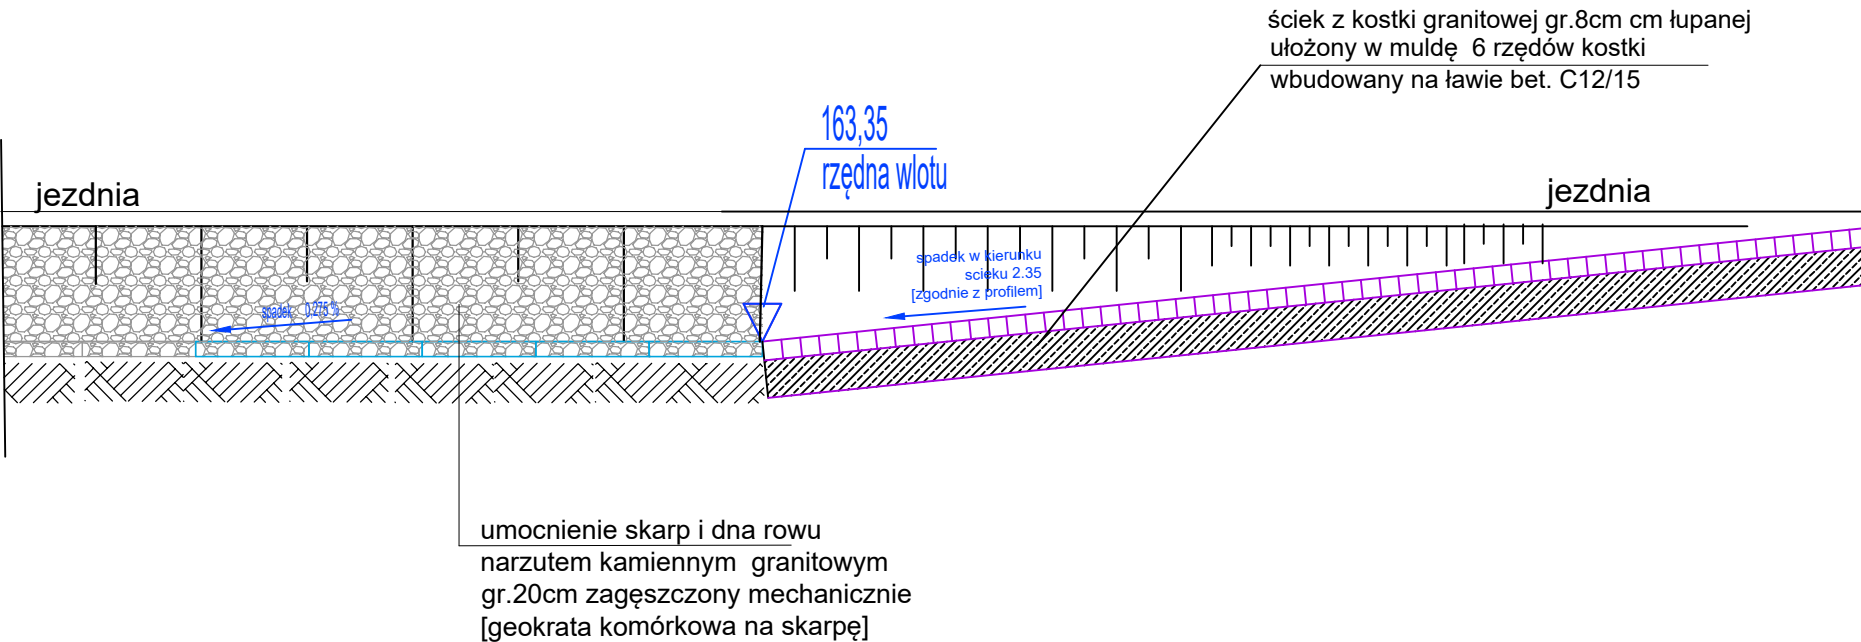 ściek z kostki granitowej gr.8cm cm łupanej
ułożony w muldę 6 rzędów kostki
wbudowany na ławie bet. C12/15
163,35
rzędna wlotu
jezdnia
jezdnia
spadek w kierunku
scieku 2.35
[zgodnie z profilem]
spadek 0,275 %
umocnienie skarp i dna rowu
narzutem kamiennym granitowym
gr.20cm zagęszczony mechanicznie
[geokrata komórkowa na skarpę]